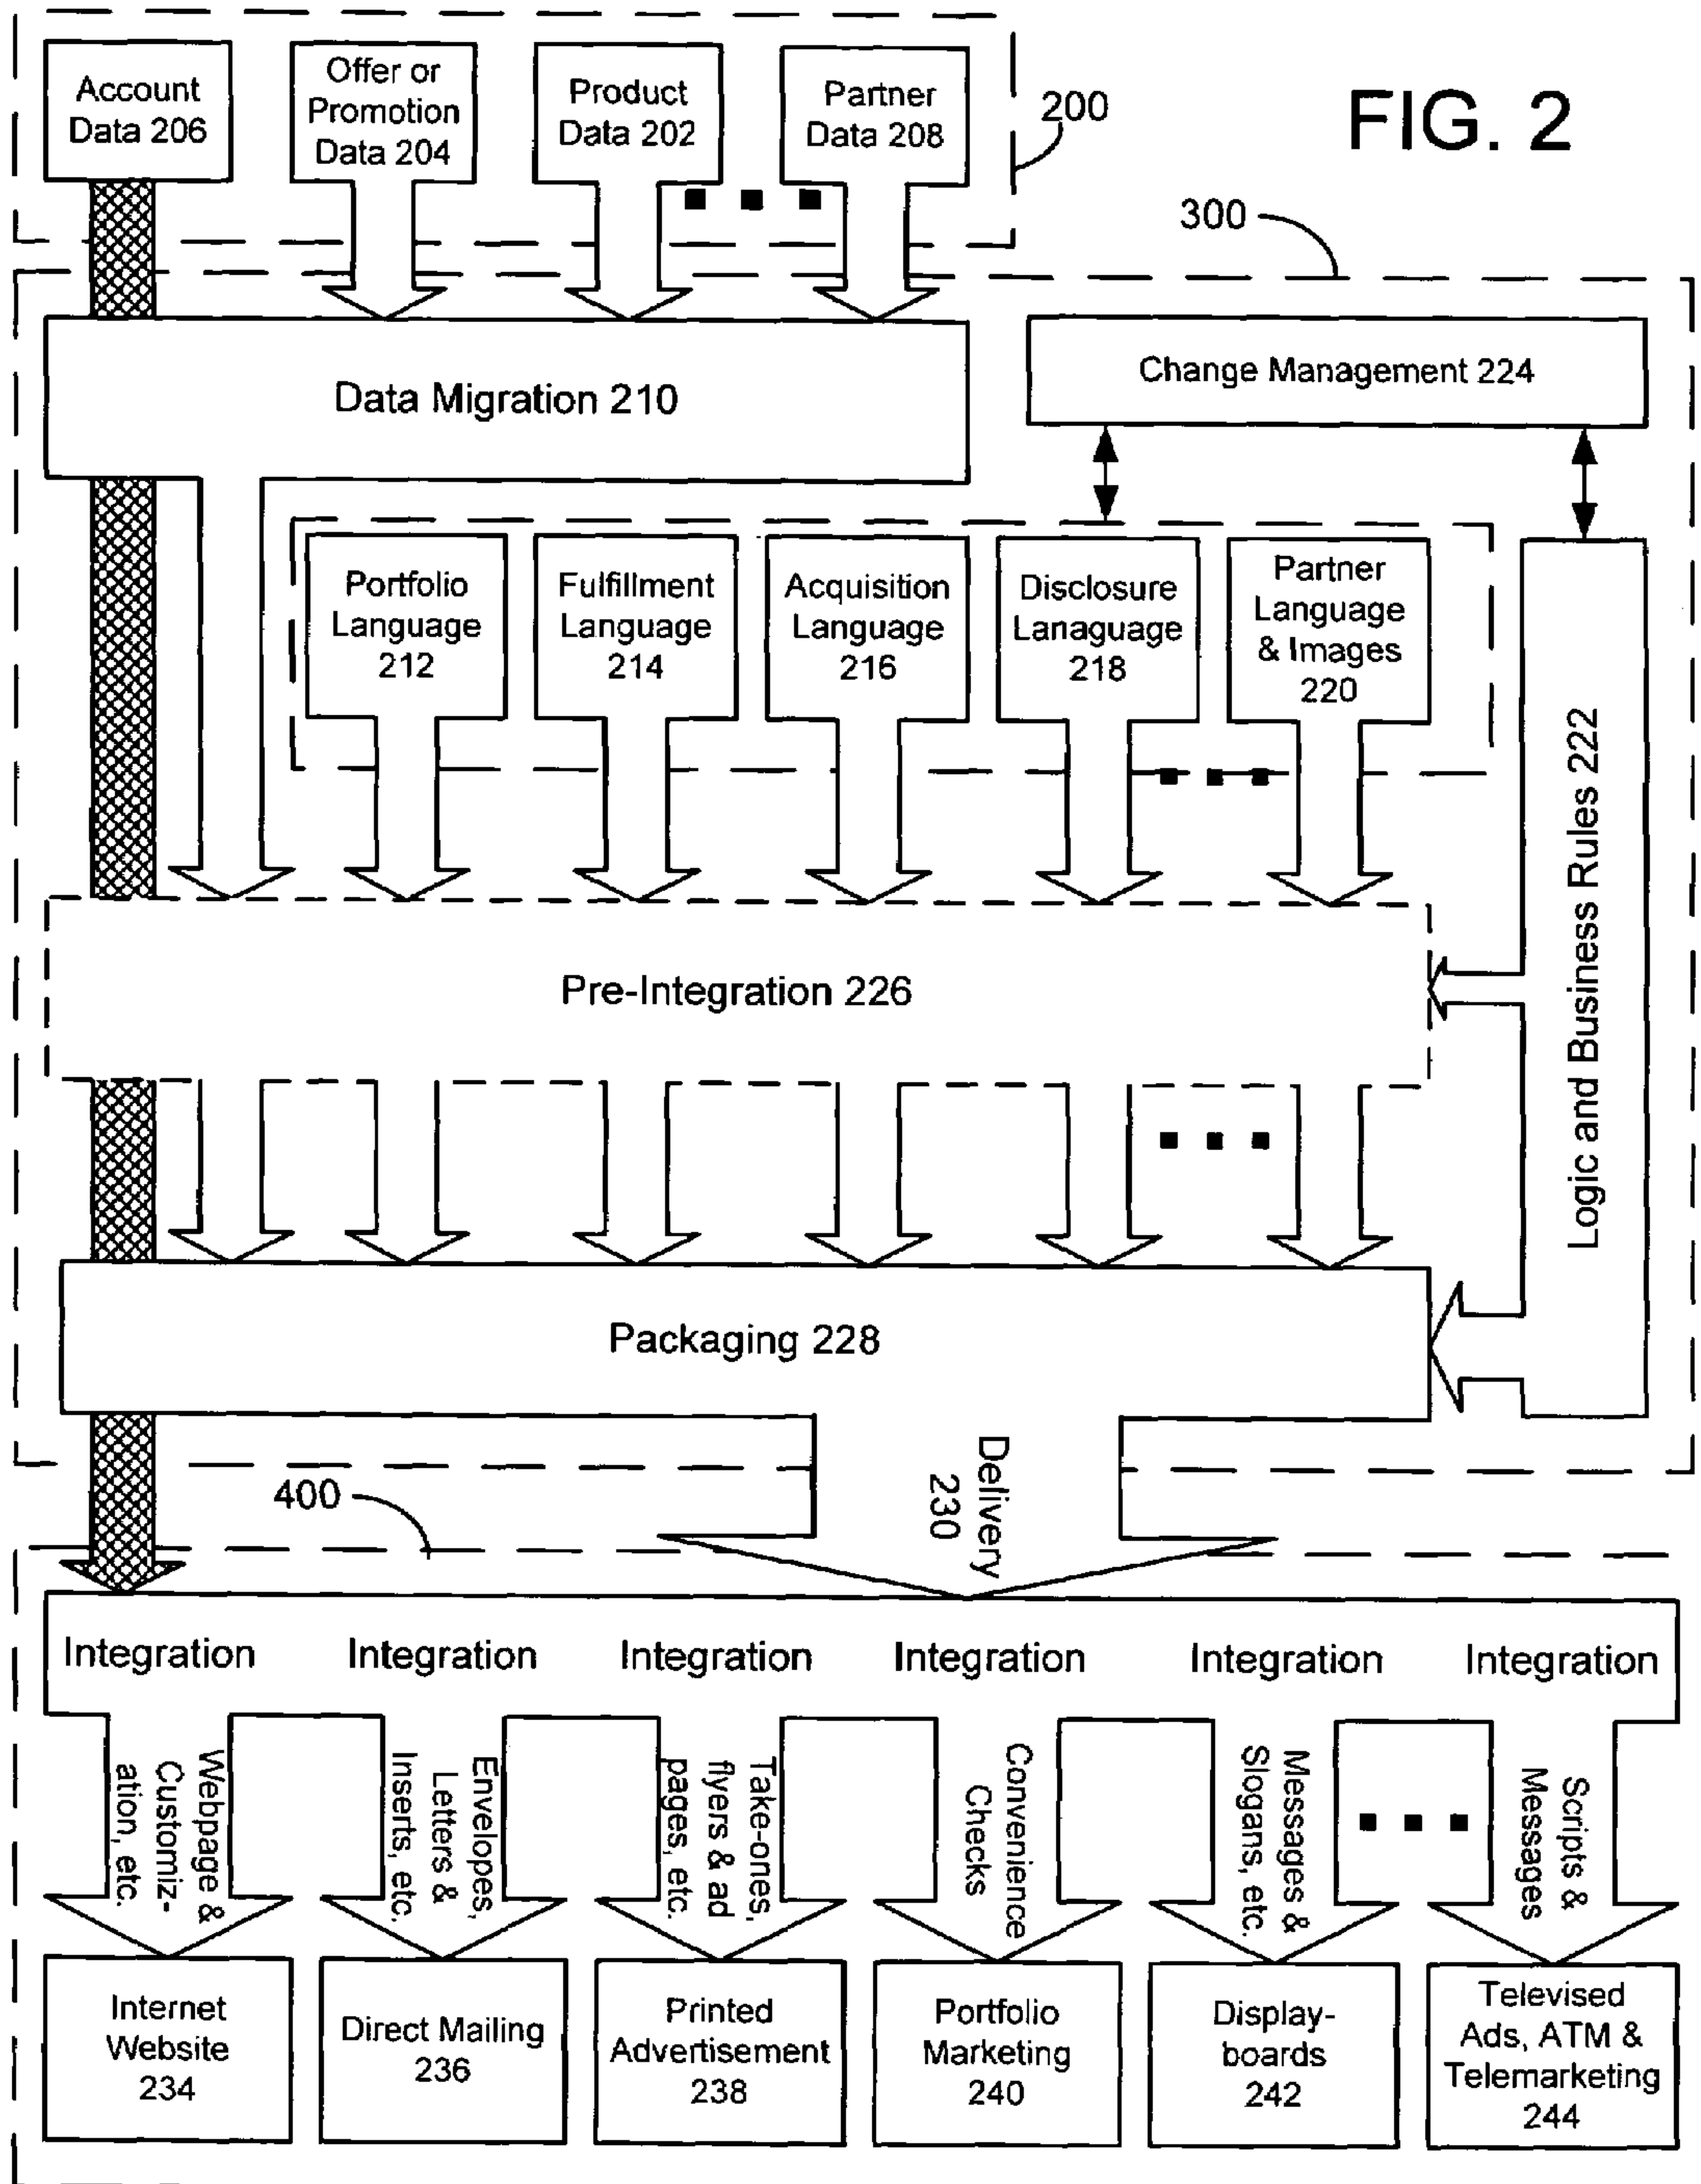 FIG. 2
Account
Data 206
Offer or
Promotion
Data 204
Product
Data 202
Partner
Data 208
200
300
Data Migration 210
Change Management 224
Portfolio
Language
212
Fulfillment
Language
214
Acquisition
Language
216
Disclosure
Lanaguage
218
Partner
Language
& Images
220
Logic and Business Rules 222
Pre-Integration 226
Packaging 228
Delivery
230
400
Integration
Integration
Integration
Integration
Integration
Integration
Webpage &
Customiz-
ation, etc.
Envelopes,
Letters &
Inserts, etc.
Take-ones,
flyers & ad
pages, etc.
Convenience
Checks
Messages &
Slogans, etc.
Scripts &
Messages
Internet
Website
234
Direct Mailing
236
Printed
Advertisement
238
Portfolio
Marketing
240
Display-
boards
242
Televised
Ads, ATM &
Telemarketing
244